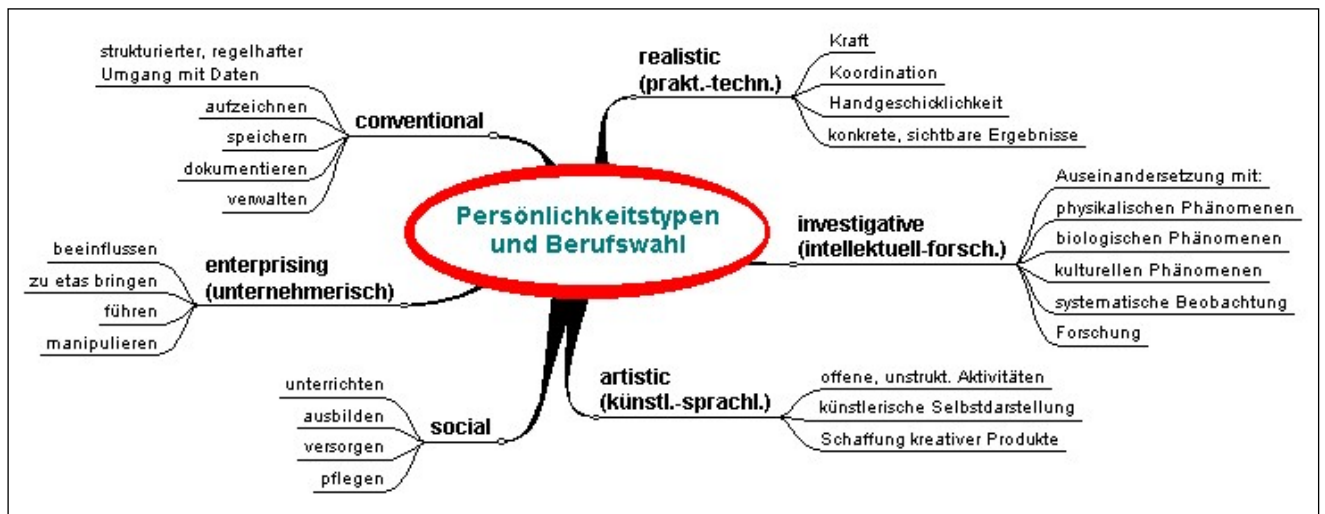 Persönlichkeitstypen
und Berufswahl
realistic
(prakt.-techn.)
Kraft
Koordination
Handgeschicklichkeit
konkrete, sichtbare Ergebnisse
investigative
(intellektuell-forsch.)
Auseinandersetzung mit:
physikalischen Phänomenen
biologischen Phänomenen
kulturellen Phänomenen
systematische Beobachtung
Forschung
artistic
(künstl.-sprachl.)
offene, unstrukt. Aktivitäten
künstlerische Selbstdarstellung
Schaffung kreativer Produkte
social
unterrichten
ausbilden
versorgen
pflegen
enterprising
(unternehmerisch)
beeinflussen
zu etas bringen
führen
manipulieren
conventional
strukturierter, regelhafter
Umgang mit Daten
aufzeichnen
speichern
dokumentieren
verwalten